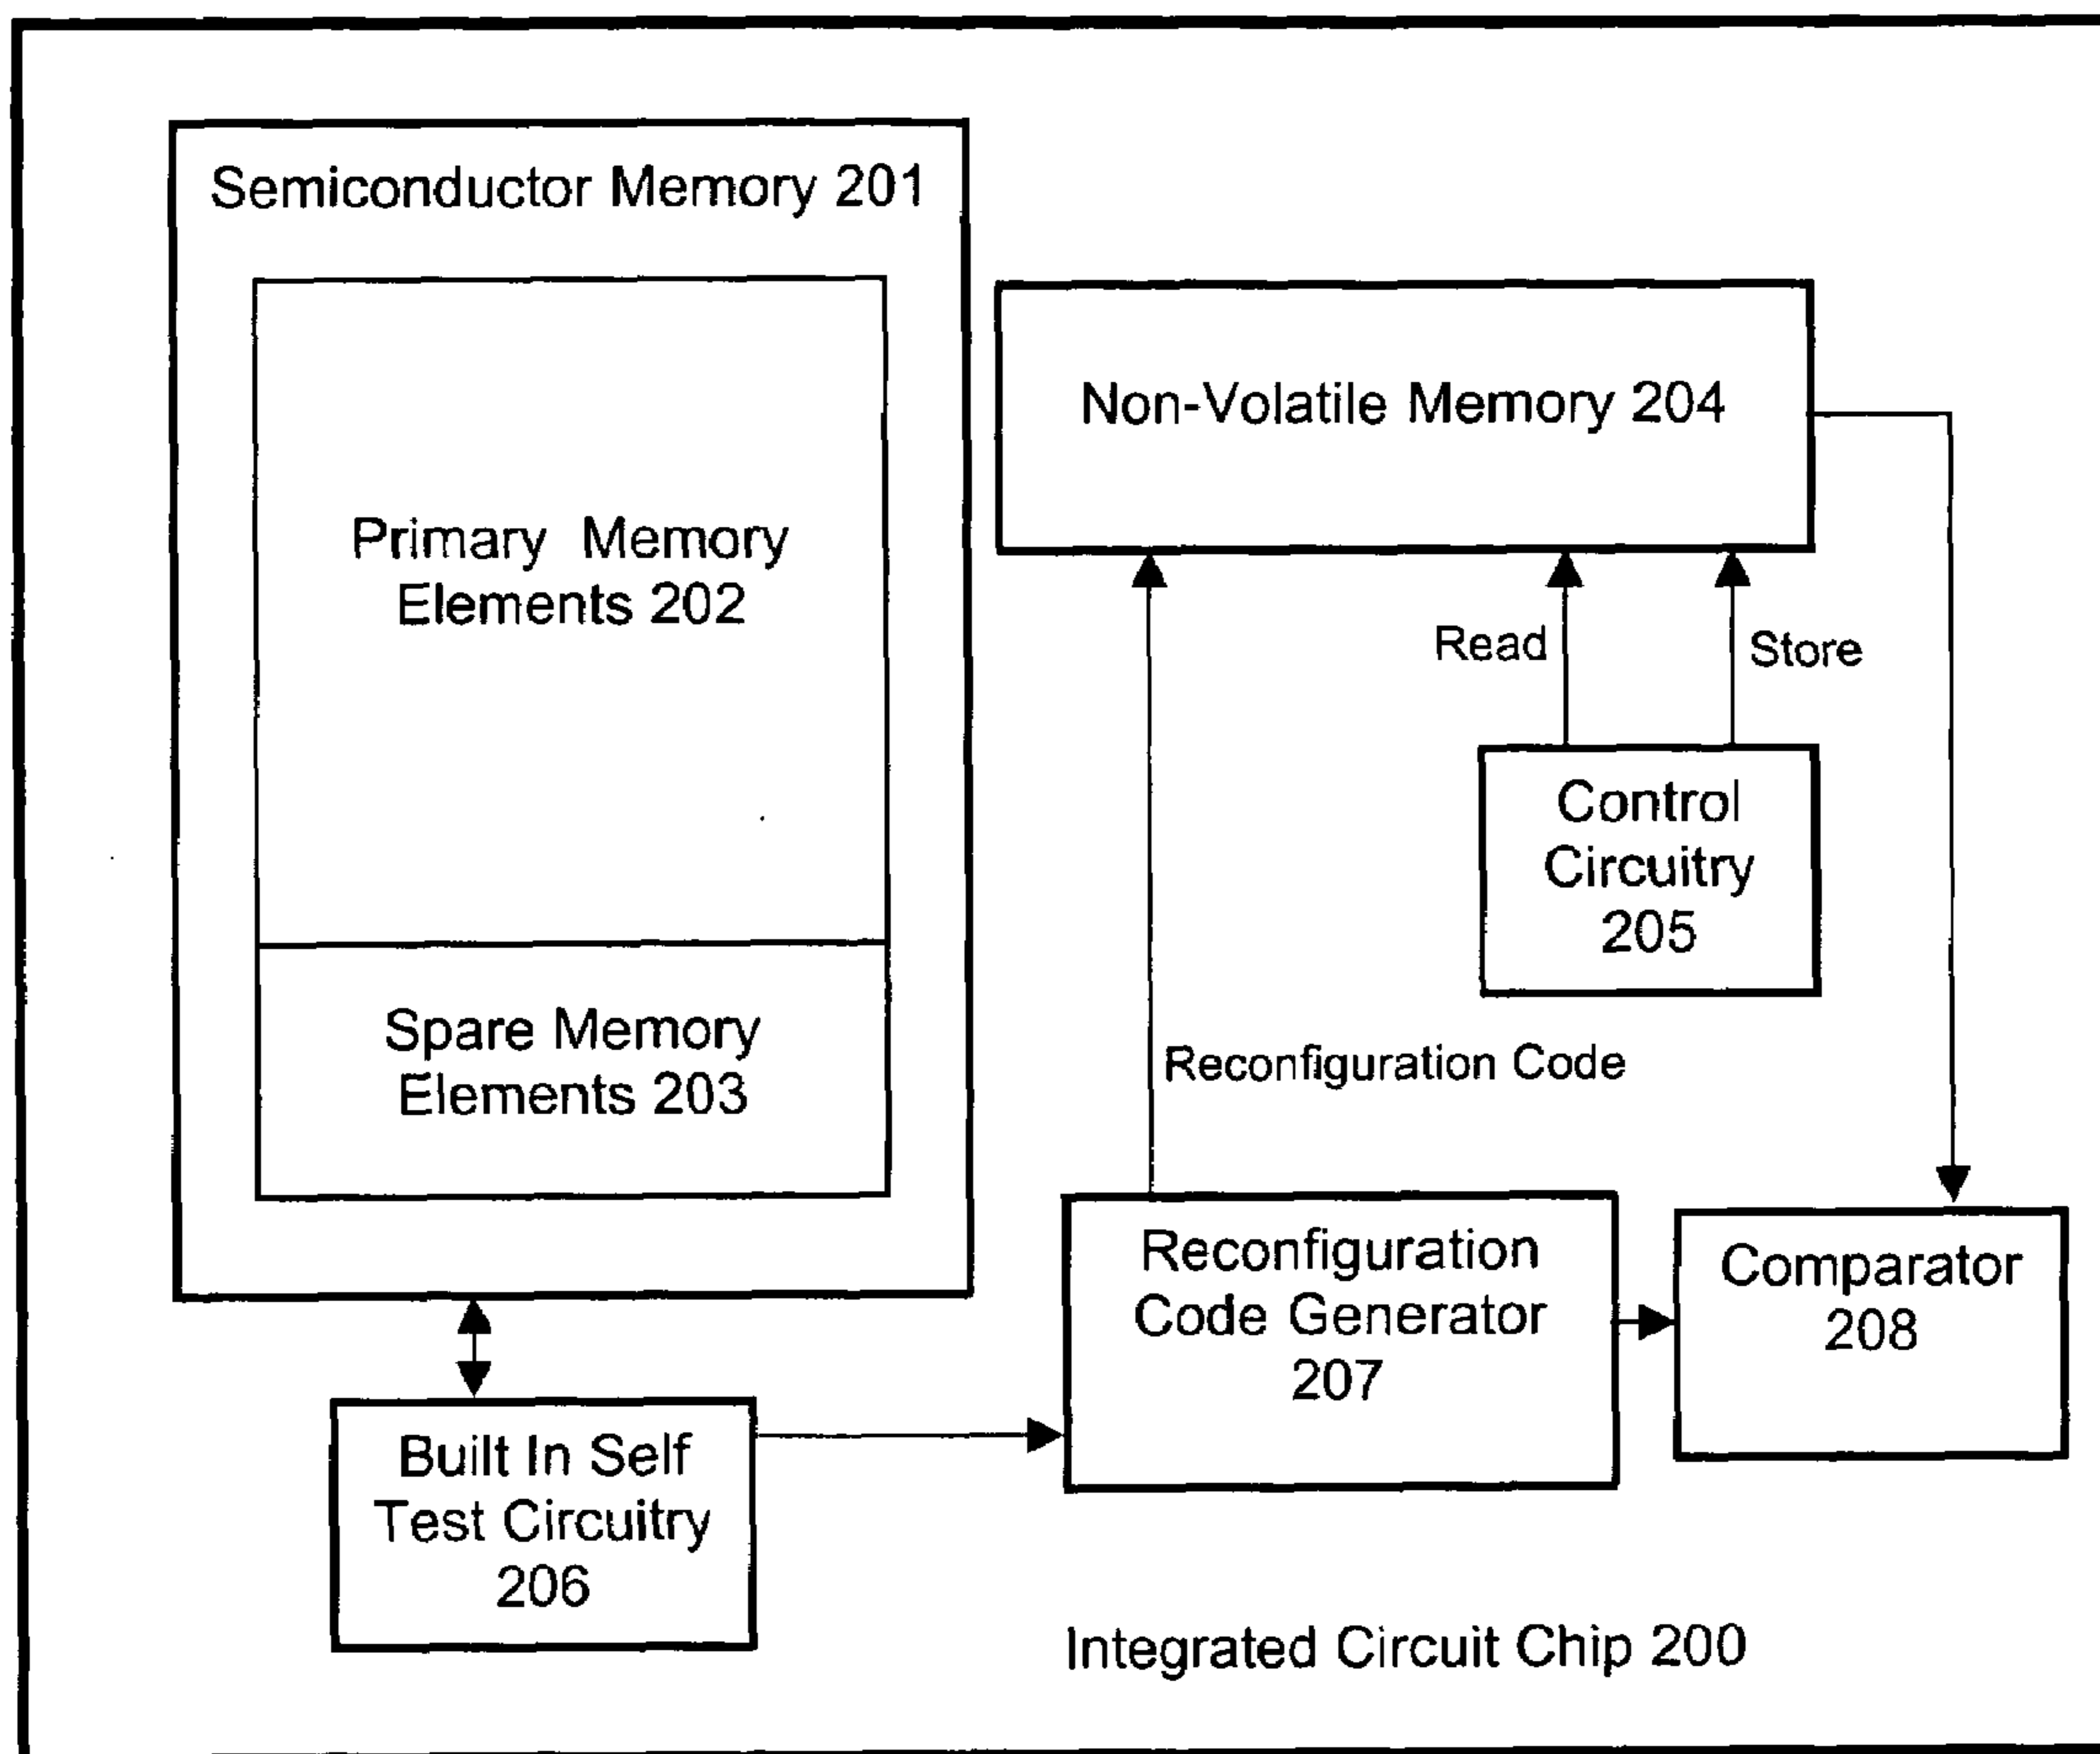 Semiconductor Memory 201
Primary Memory
Elements 202
Spare Memory
Elements 203
Non-Volatile Memory 204
Read
Store
Control
Circuitry
205
Reconfiguration Code
Reconfiguration
Code Generator
207
Comparator
208
Built In Self
Test Circuitry
206
Integrated Circuit Chip 200